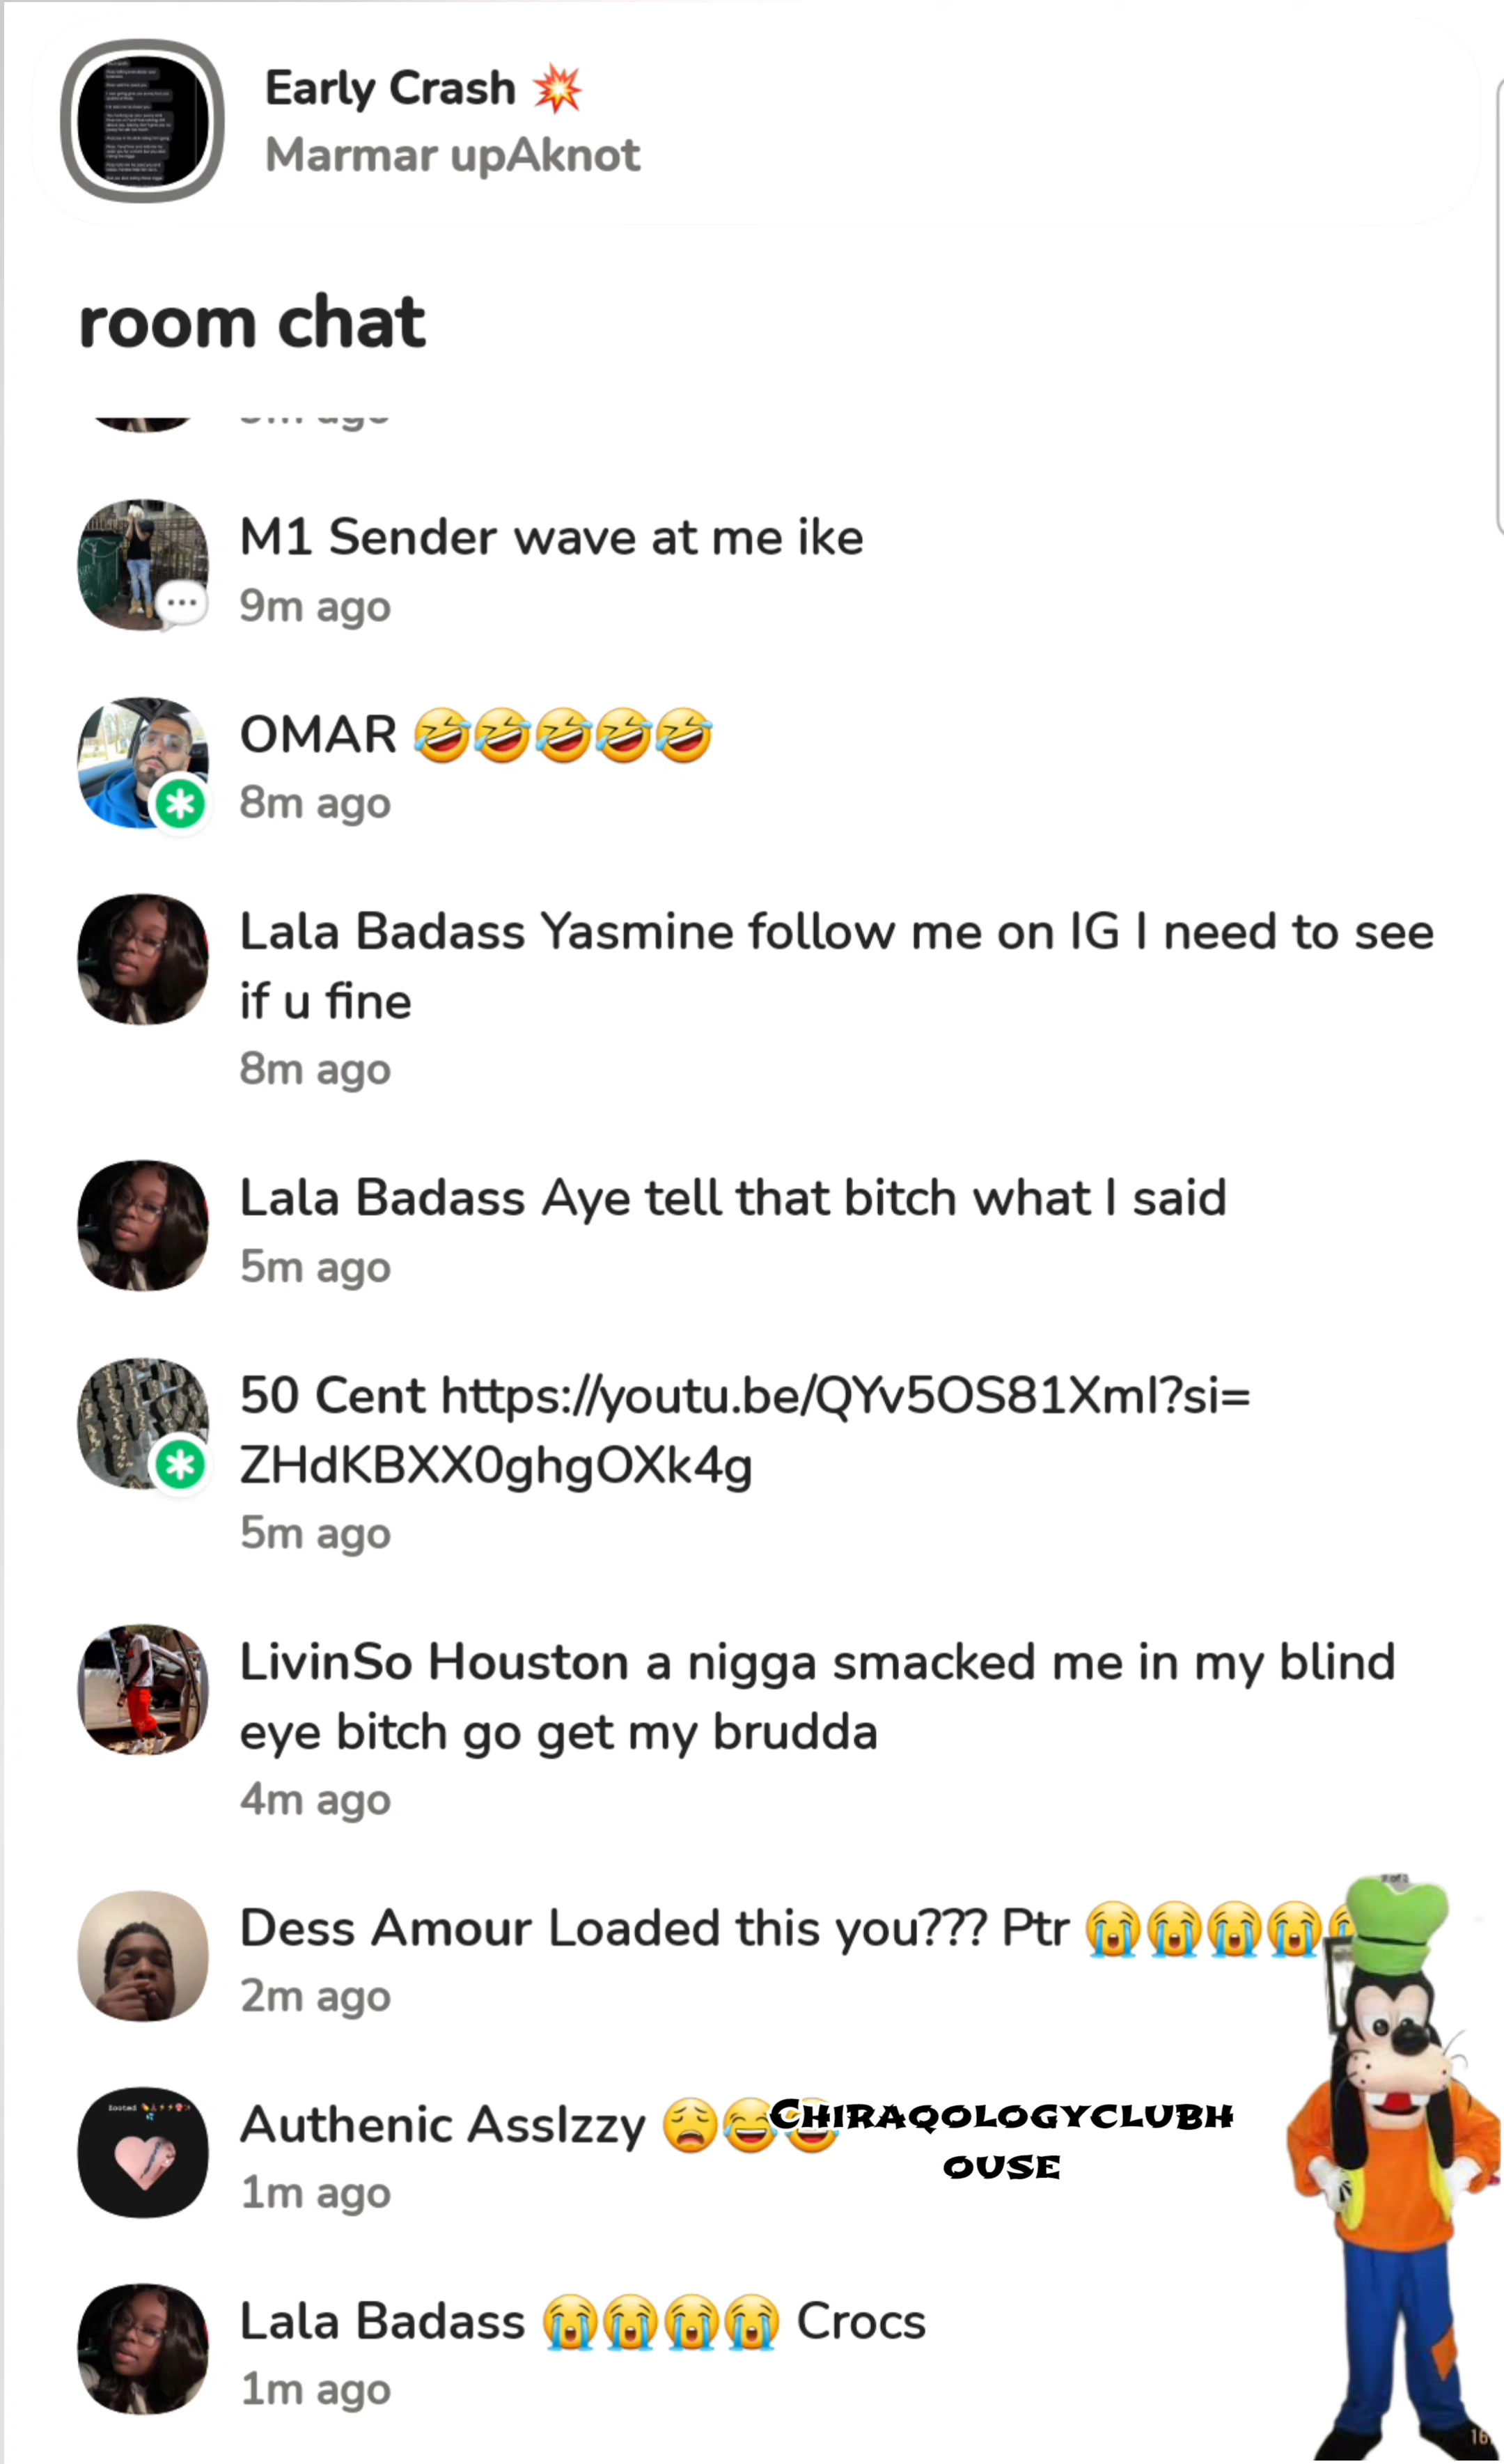 Early Crash 💥
Marmar upAknot
room chat
M1 Sender wave at me ike
9m ago
OMAR 🤣🤣🤣🤣🤣
8m ago
Lala Badass Yasmine follow me on IG I need to see
if u fine
8m ago
Lala Badass Aye tell that bitch what I said
5m ago
50 Cent https://youtu.be/QYv5OS81XmI?si=
ZHdKBXX0ghgOXk4g
5m ago
LivinSo Houston a nigga smacked me in my blind
eye bitch go get my brudda
4m ago
Dess Amour Loaded this you??? Ptr 😭😭😭😭
2m ago
Authenic Asslzzy 😩😂😂
CHIRAQOLOGYCLUBH
OUSE
1m ago
Lala Badass 😭😭😭😭 Crocs
1m ago